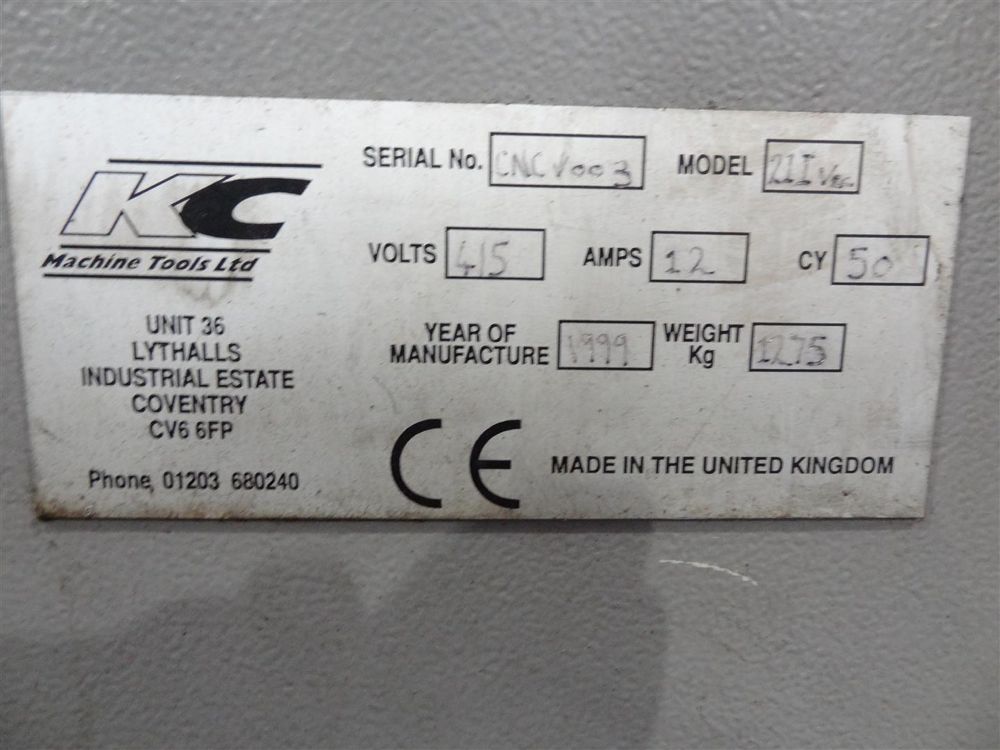 KC
Machine Tools Ltd
UNIT 36
LYTHALLS
INDUSTRIAL ESTATE
COVENTRY
CV6 6FP
Phone, 01203 680240
SERIAL No. CNCV003 MODEL
VOLTS 415 AMPS 12 CY 50
YEAR OF
MANUFACTURE 1999
WEIGHT
Kg 1275
CE MADE IN THE UNITED KINGDOM